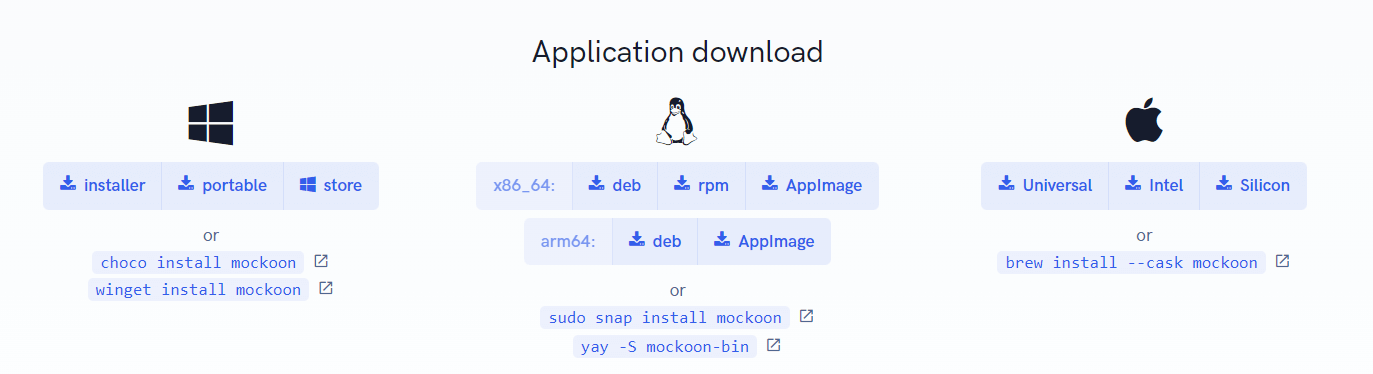 Application download
installer portable store
or
choco install mockoon
winget install mockoon
x86_64: deb rpm AppImage
arm64: deb AppImage
or
sudo snap install mockoon
yay -S mockoon-bin
Universal Intel Silicon
or
brew install --cask mockoon